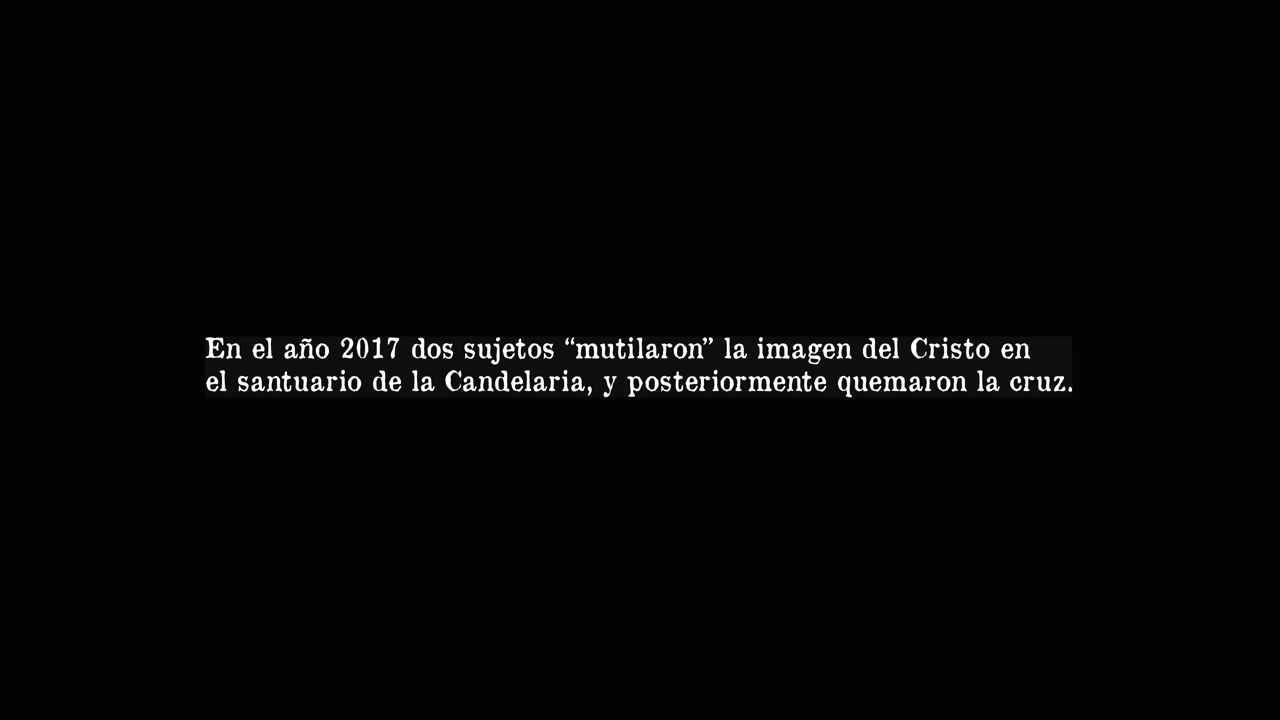 En el año 2017 dos sujetos “mutilaron” la imagen del Cristo en
el santuario de la Candelaria, y posteriormente quemaron la cruz.